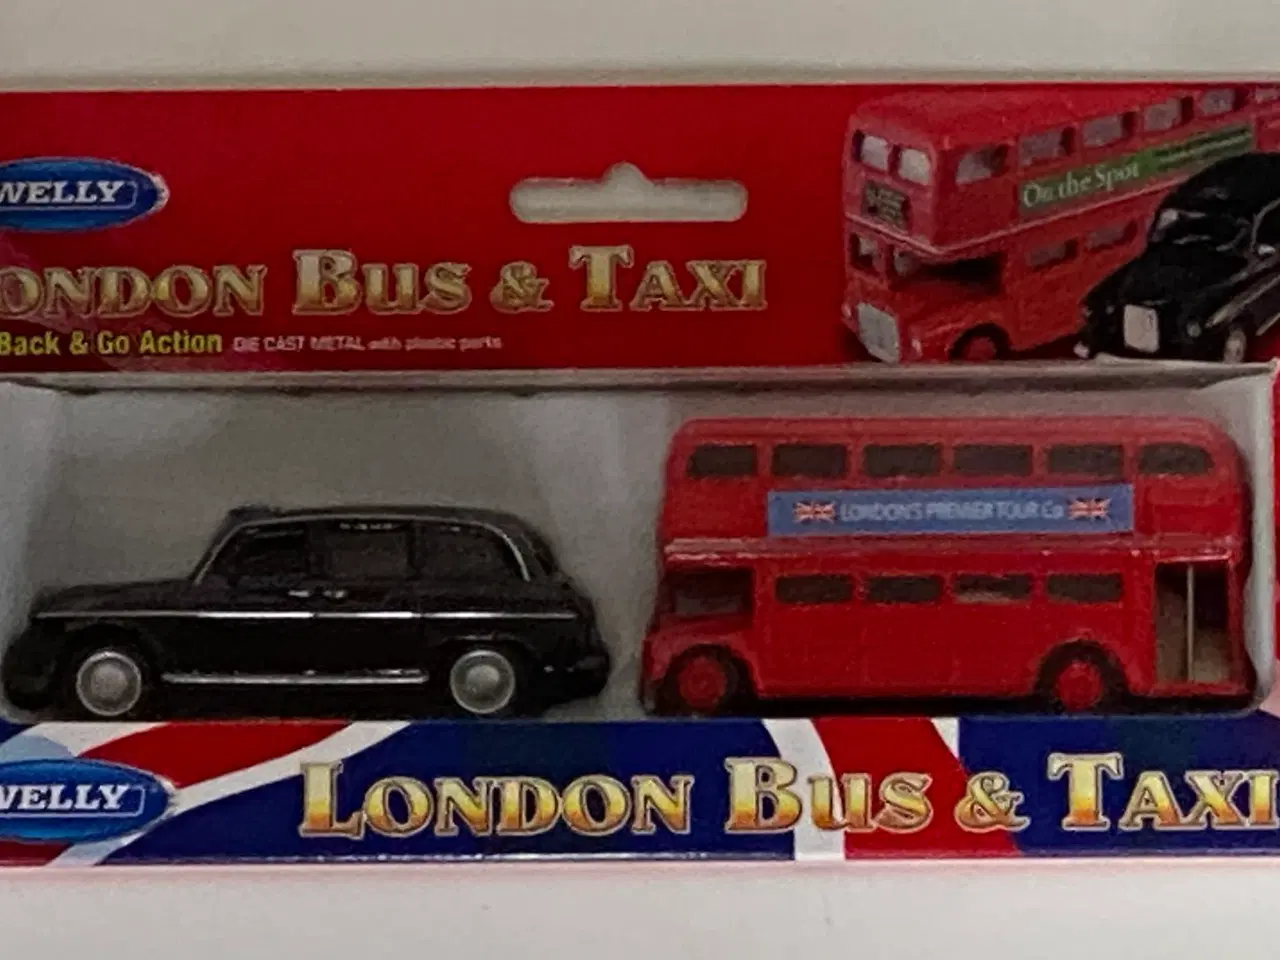 WELLY
On the Spot
ONDON BUS & TAXI
Back & Go Action DIE CAST METAL with plastic parts
LONDON'S PREMIER TOUR Co
WELLY
LONDON BUS & TAXI